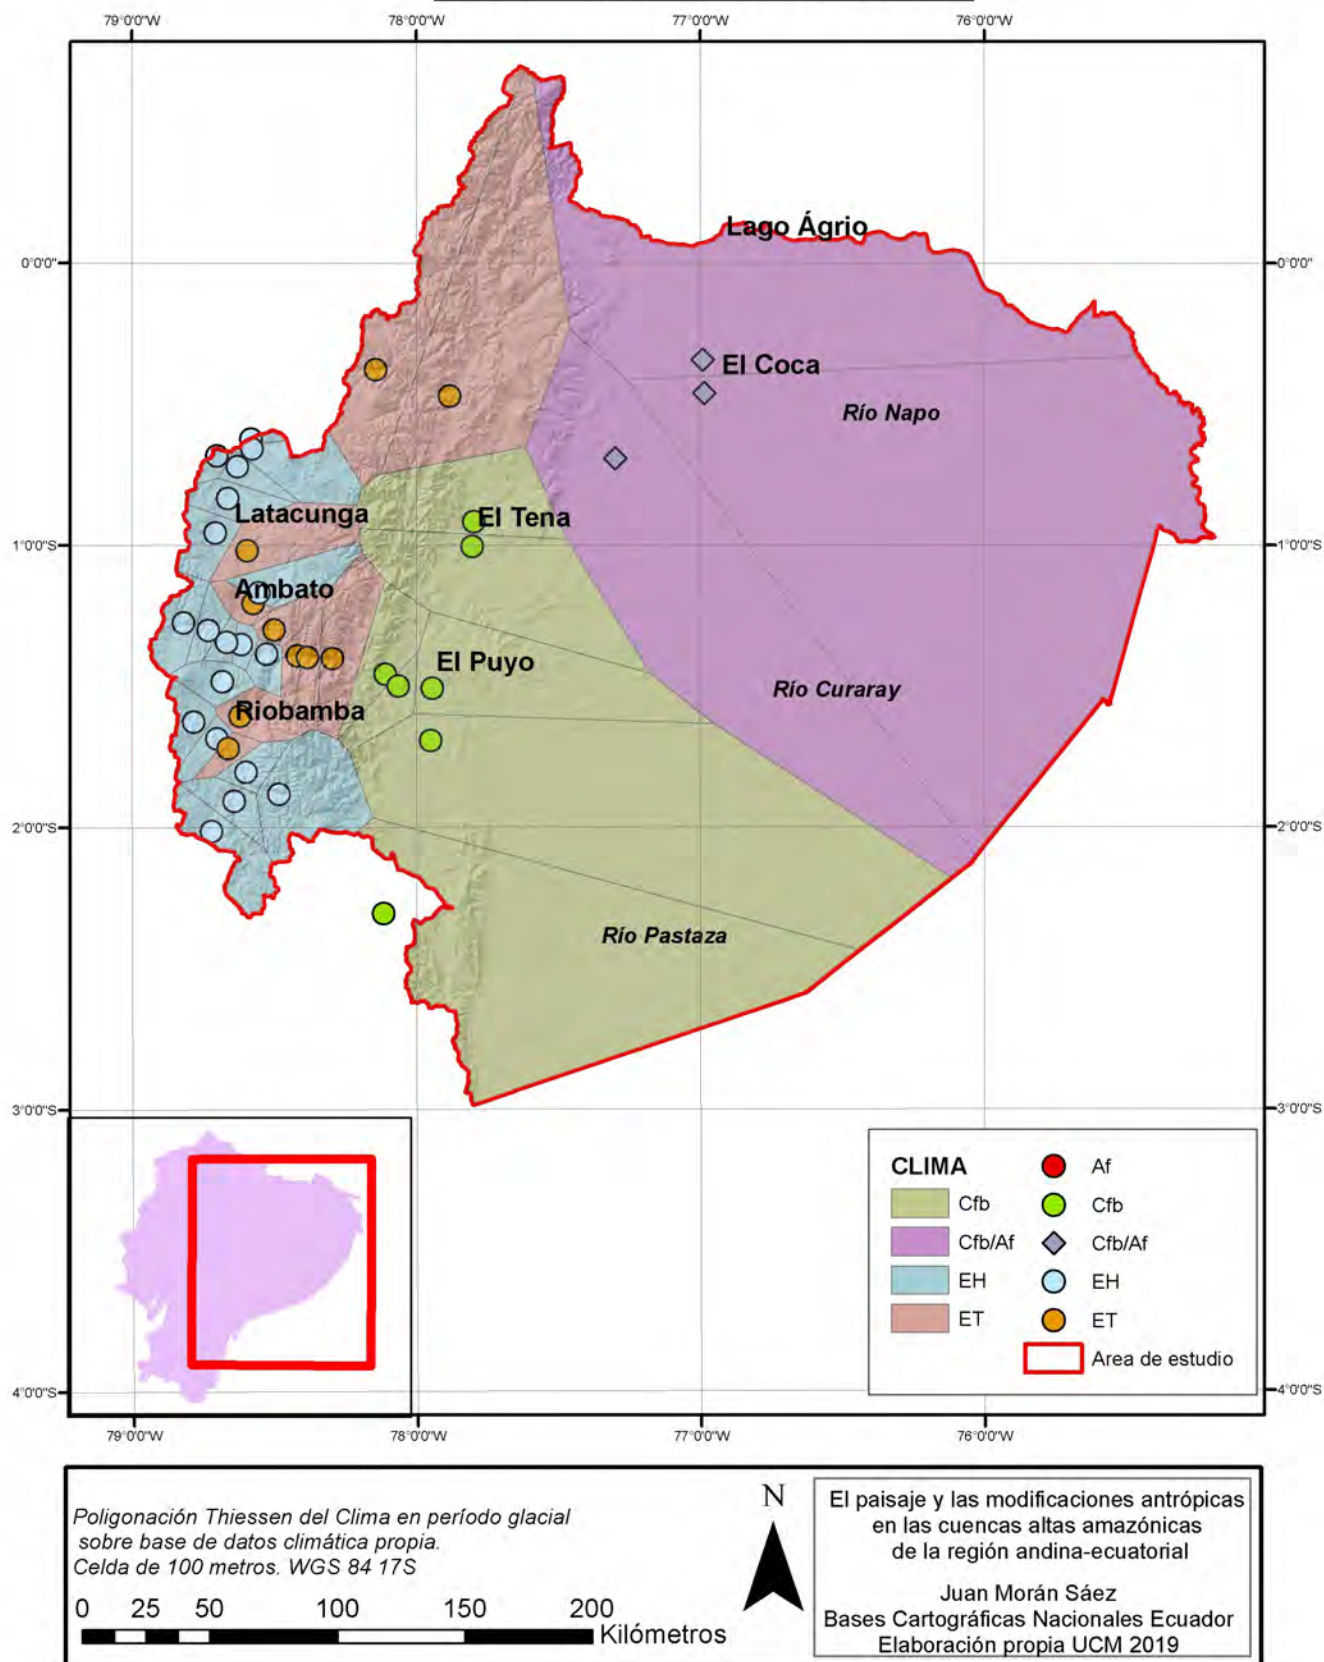 79°0'0"W 78°0'0"W 77°0'0"W 76°0'0"W
Lago Ágrio
0°0'0" 0°0'0"
El Coca
Río Napo
Latacunga
El Tena
1°0'0"S 1°0'0"S
Ambato
El Puyo
Río Curaray
Riobamba
2°0'0"S 2°0'0"S
Río Pastaza
3°0'0"S 3°0'0"S
CLIMA
Cfb
Cfb/Af
EH
ET
Af
Cfb
Cfb/Af
EH
ET
Area de estudio
4°0'0"S 4°0'0"S
79°0'0"W 78°0'0"W 77°0'0"W 76°0'0"W
Poligonación Thiessen del Clima en período glacial
sobre base de datos climática propia.
Celda de 100 metros. WGS 84 17S
0 25 50 100 150 200
Kilómetros
N
El paisaje y las modificaciones antrópicas
en las cuencas altas amazónicas
de la región andina-ecuatorial
Juan Morán Sáez
Bases Cartográficas Nacionales Ecuador
Elaboración propia UCM 2019